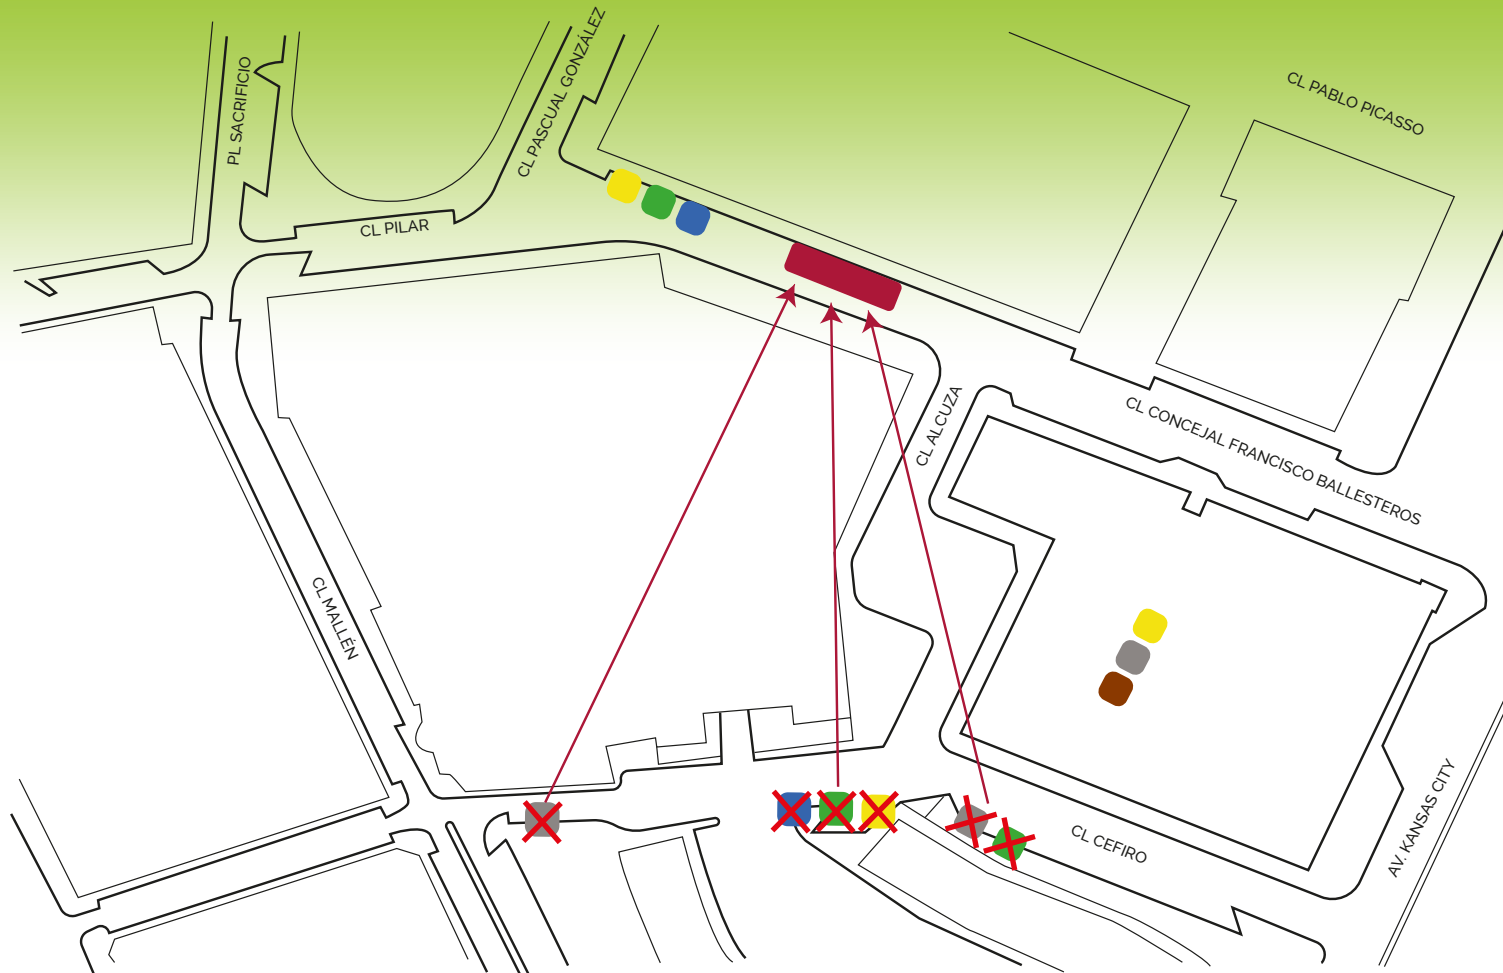 PL SACRIFICIO
CL PASCUAL GONZÁLEZ
CL PABLO PICASSO
CL PILAR
CL ALCUZA
CL CONCEJAL FRANCISCO BALLESTEROS
CL MALLÉN
CL CEFIRO
AV. KANSAS CITY